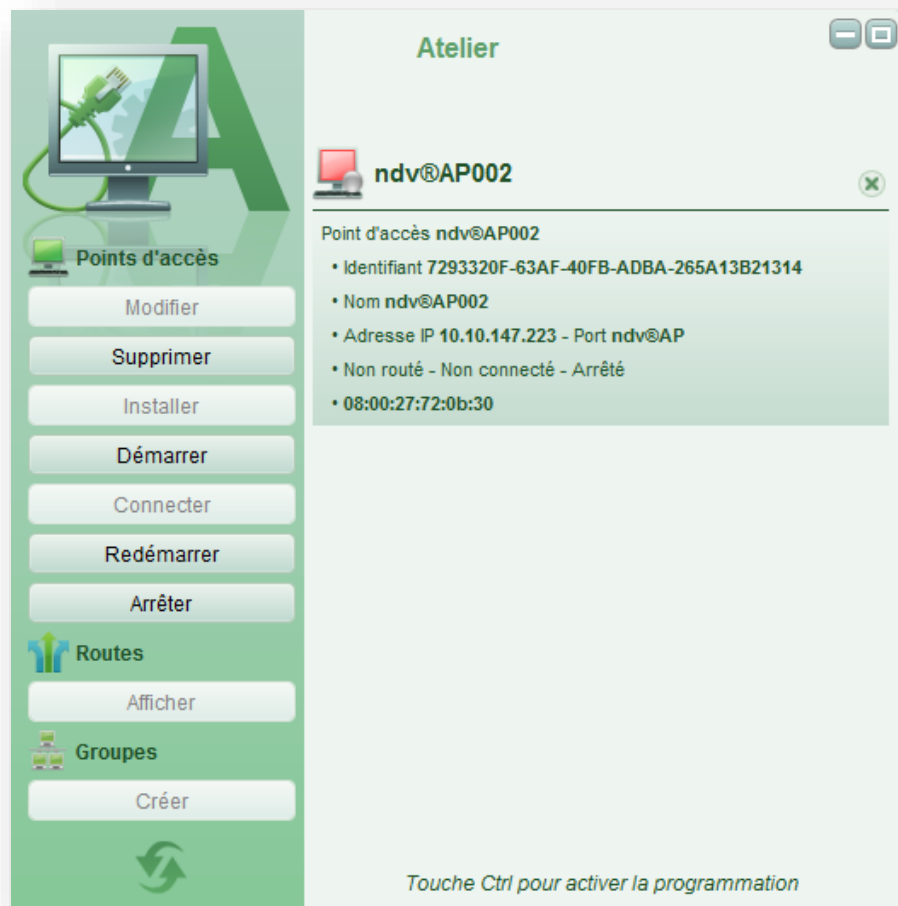 Atelier
ndv®AP002
Point d'accès ndv®AP002
• Identifiant 7293320F-63AF-40FB-ADBA-265A13B21314
• Nom ndv®AP002
• Adresse IP 10.10.147.223 - Port ndv®AP
• Non routé - Non connecté - Arrêté
• 08:00:27:72:0b:30
Points d'accès
Modifier
Supprimer
Installer
Démarrer
Connecter
Redémarrer
Arrêter
Routes
Afficher
Groupes
Créer
Touche Ctrl pour activer la programmation